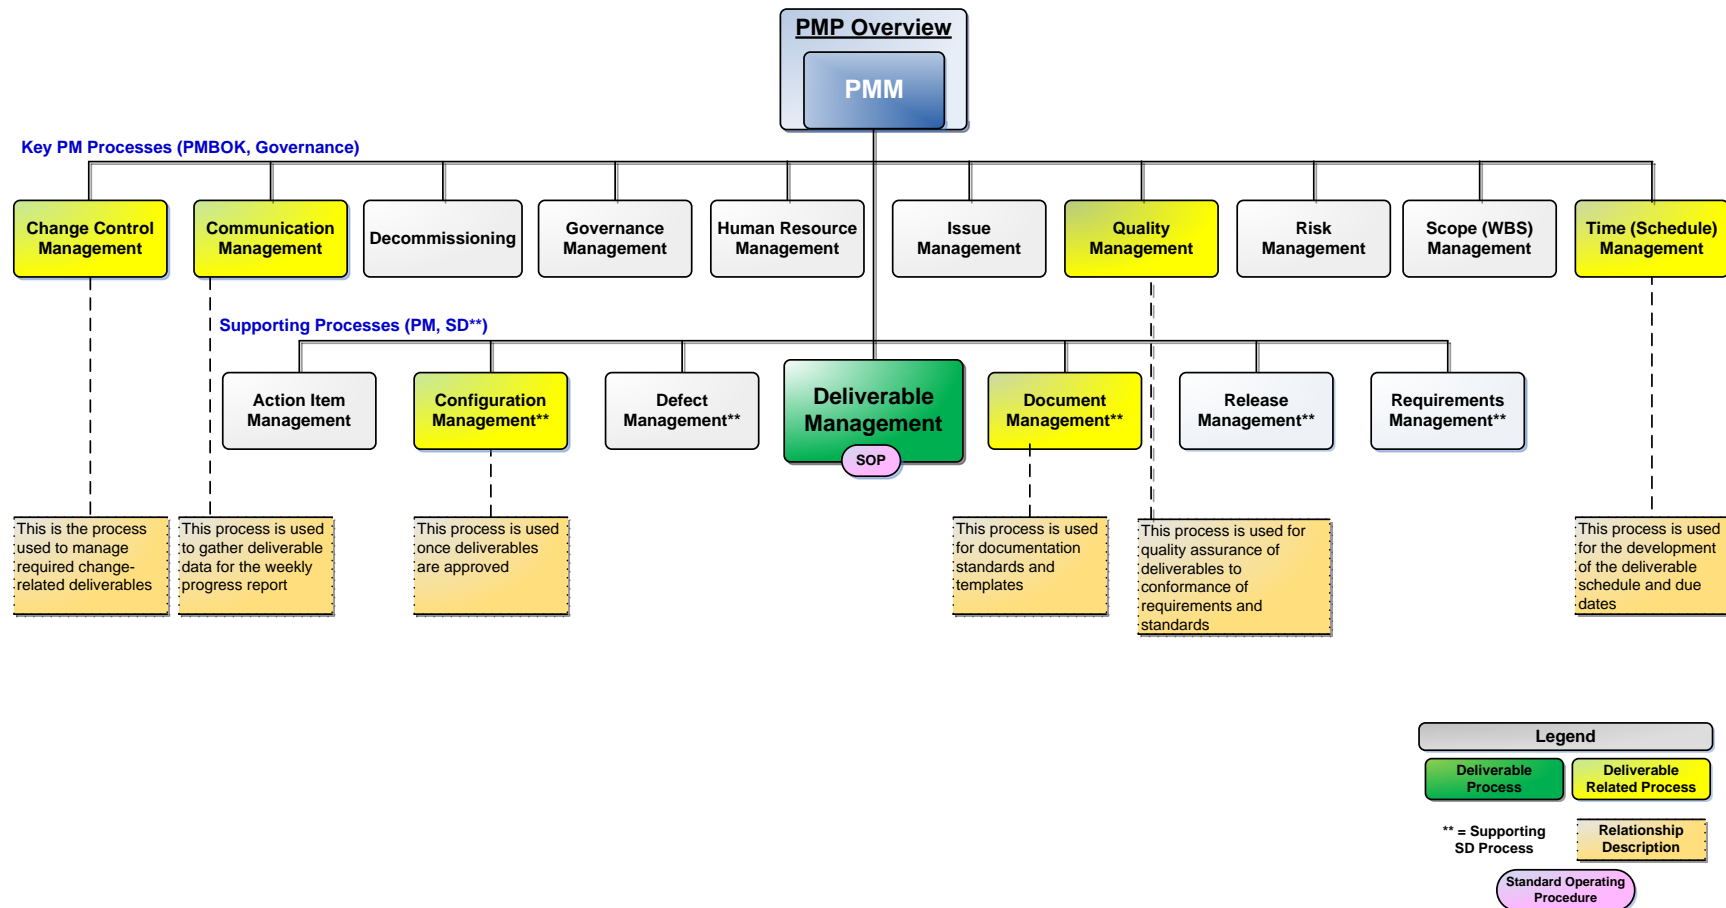 PMP Overview
PMM
Key PM Processes (PMBOK, Governance)
Change Control
Management
Communication
Management
Decommissioning
Governance
Management
Human Resource
Management
Issue
Management
Quality
Management
Risk
Management
Scope (WBS)
Management
Time (Schedule)
Management
Supporting Processes (PM, SD**)
Action Item
Management
Configuration
Management**
Defect
Management**
Deliverable
Management
SOP
Document
Management**
Release
Management**
Requirements
Management**
This is the process
used to manage
required change-
related deliverables
This process is used
to gather deliverable
data for the weekly
progress report
This process is used
once deliverables
are approved
This process is used
for documentation
standards and
templates
This process is used for
quality assurance of
deliverables to
conformance of
requirements and
standards
This process is used
for the development
of the deliverable
schedule and due
dates
Legend
Deliverable
Process
Deliverable
Related Process
** = Supporting
SD Process
Relationship
Description
Standard Operating
Procedure